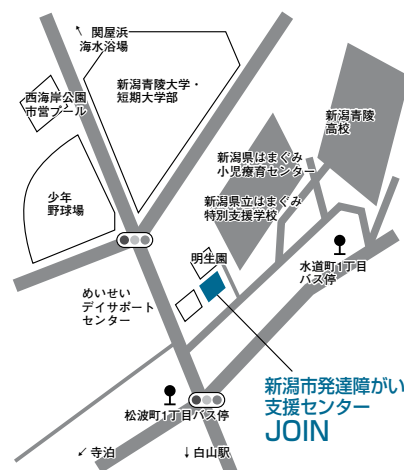 ↖ 関屋浜
海水浴場
西海岸公園
市営プール
新潟青陵大学・
短期大学部
新潟青陵
高校
新潟県はまぐみ
小児療育センター
新潟県立はまぐみ
特別支援学校
少年
野球場
明生園
水道町1丁目
バス停
めいせい
デイサポート
センター
新潟市発達障がい
支援センター
JOIN
松波町1丁目バス停
↙寺泊
↓白山駅